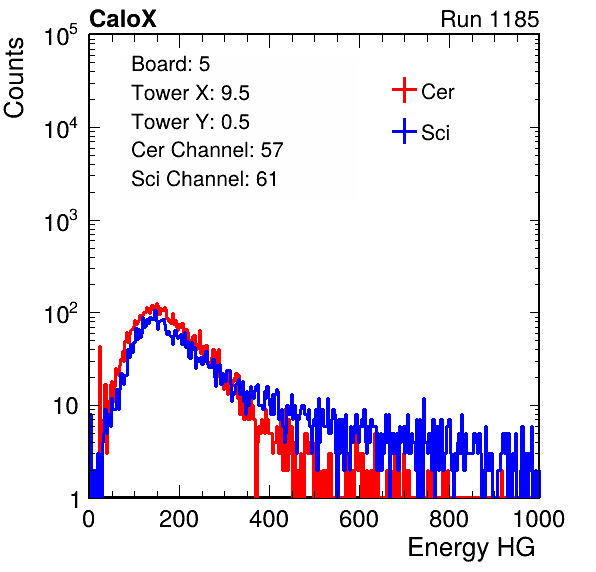 CaloX Run 1185
Counts
10^5
10^4
10^3
10^2
10
1
Board: 5
Tower X: 9.5
Tower Y: 0.5
Cer Channel: 57
Sci Channel: 61
Cer
Sci
0 200 400 600 800 1000
Energy HG